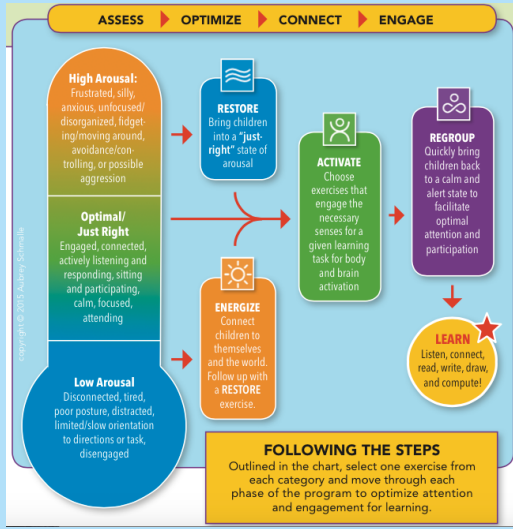 ASSESS OPTIMIZE CONNECT ENGAGE
High Arousal:
Frustrated, silly,
anxious, unfocused/
disorganized, fidget-
ing/moving around,
avoidance/con-
trolling, or possible
aggression
Optimal/
Just Right
Engaged, connected,
actively listening and
responding, sitting
and participating,
calm, focused,
attending
Low Arousal
Disconnected, tired,
poor posture, distracted,
limited/slow orientation
to directions or task,
disengaged
RESTORE
Bring children
into a "just-
right" state of
arousal
ENERGIZE
Connect
children to
themselves
and the world.
Follow up with
a RESTORE
exercise.
ACTIVATE
Choose
exercises that
engage the
necessary
senses for a
given learning
task for body
and brain
activation
REGROUP
Quickly bring
children back
to a calm and
alert state to
facilitate
optimal
attention and
participation
LEARN
Listen, connect,
read, write, draw,
and compute!
FOLLOWING THE STEPS
Outlined in the chart, select one exercise from
each category and move through each
phase of the program to optimize attention
and engagement for learning.
copyright © 2015 Aubrey Schmalle